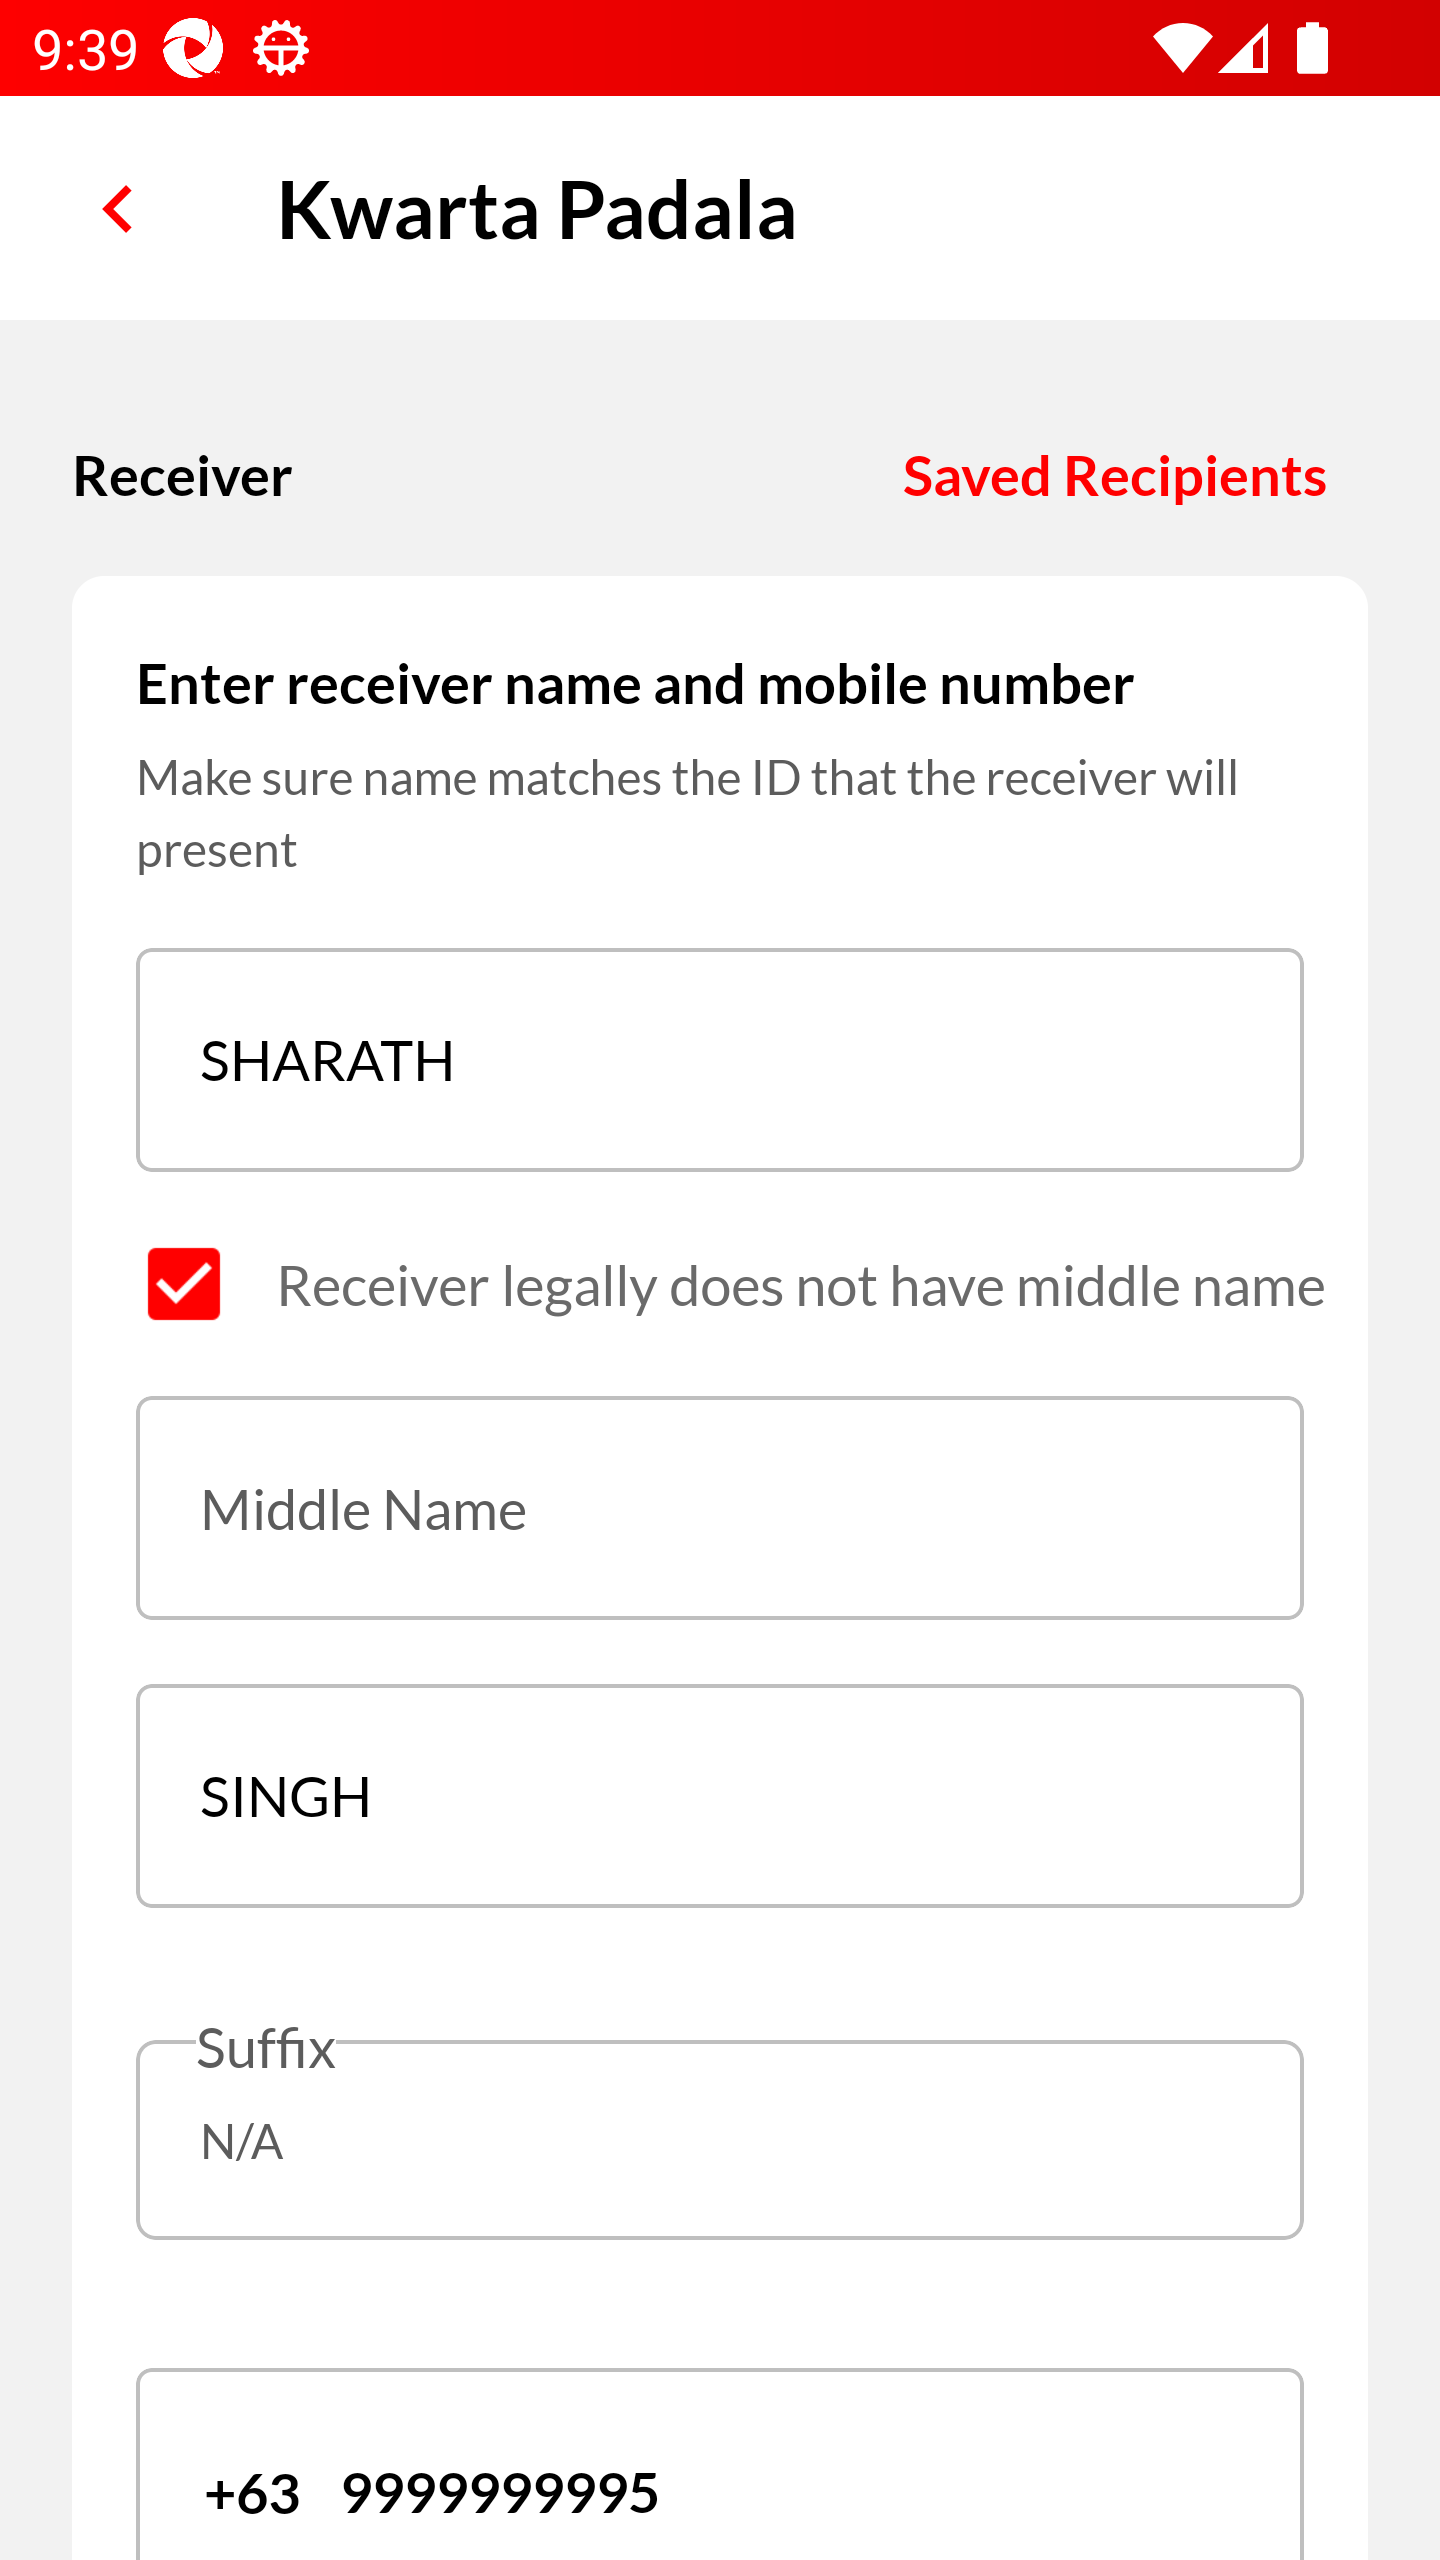 9:39
Kwarta Padala
Receiver
Saved Recipients
Enter receiver name and mobile number
Make sure name matches the ID that the receiver will
present
SHARATH
Receiver legally does not have middle name
Middle Name
SINGH
Suffix
N/A
+63 9999999995